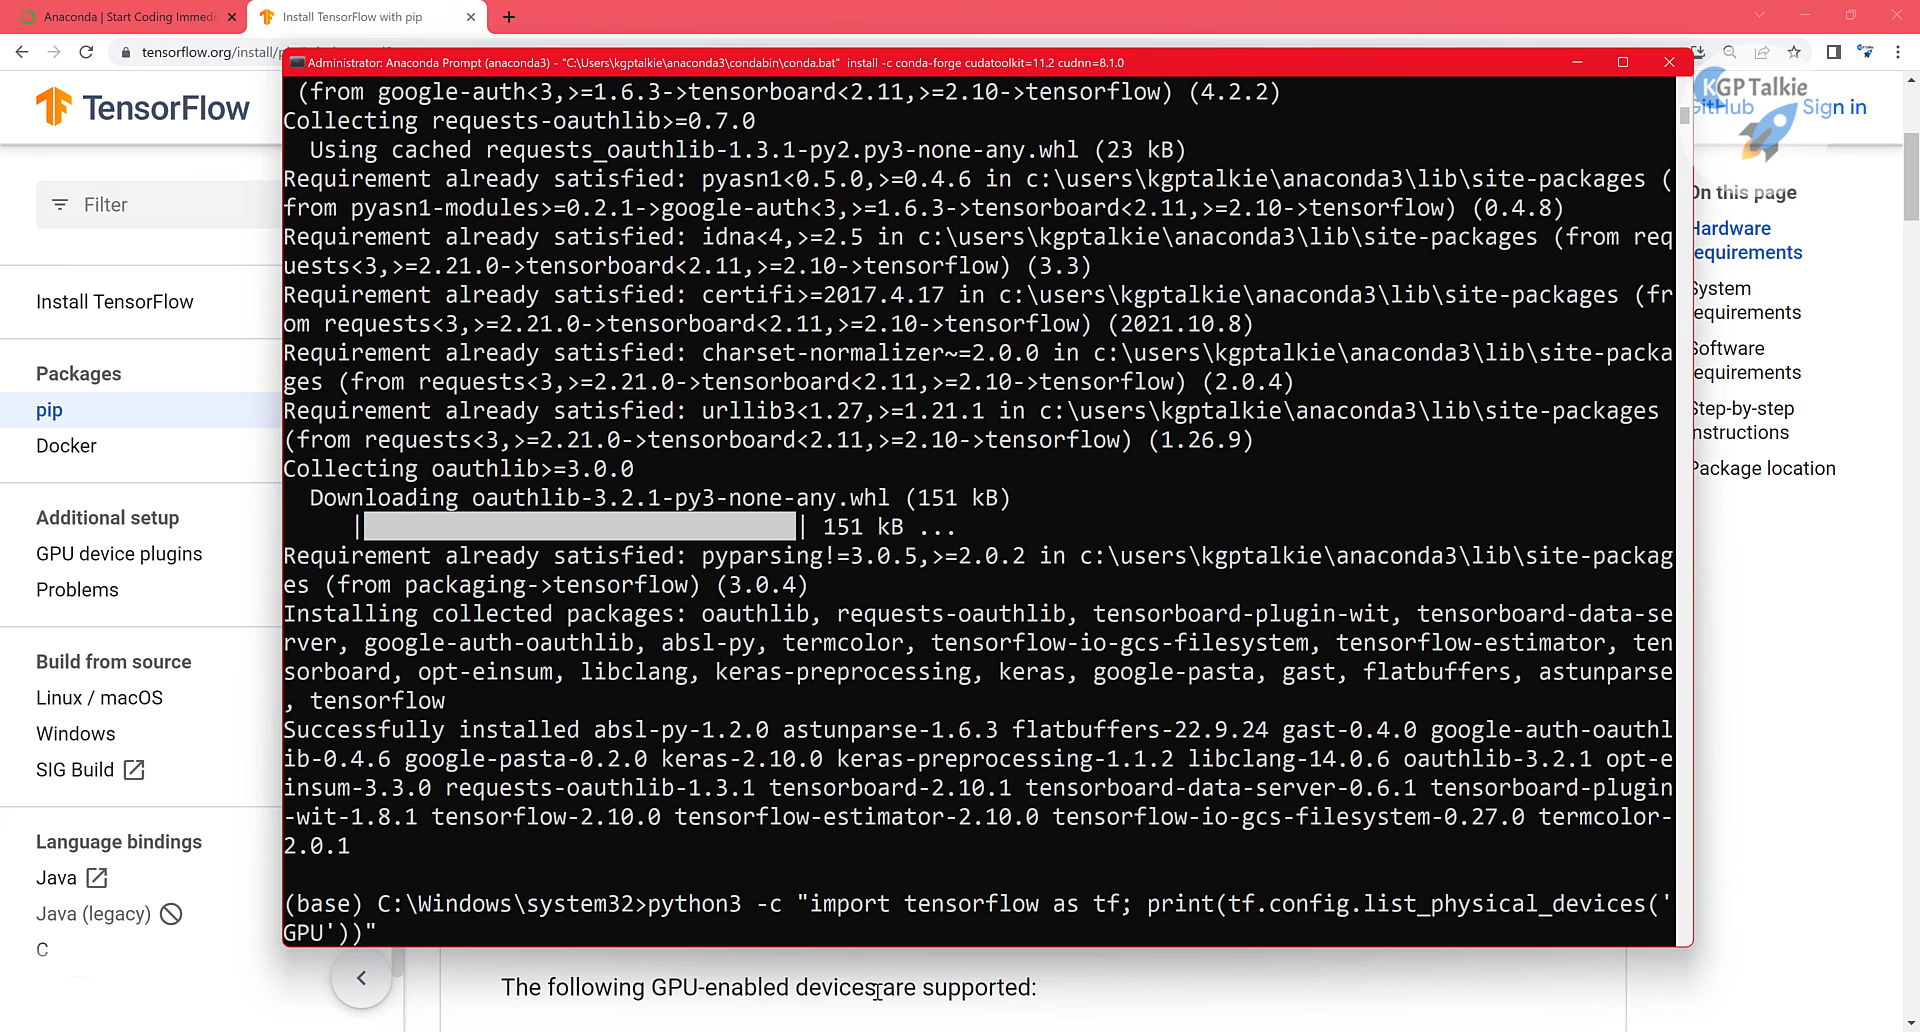 Anaconda | Start Coding Immedi
Install TensorFlow with pip
tensorflow.org/install/
Administrator: Anaconda Prompt (anaconda3) - "C:\Users\kgptalkie\anaconda3\condabin\conda.bat" install -c conda-forge cudatoolkit=11.2 cudnn=8.1.0
TensorFlow
Filter
Install TensorFlow
Packages
pip
Docker
Additional setup
GPU device plugins
Problems
Build from source
Linux / macOS
Windows
SIG Build
Language bindings
Java
Java (legacy)
C
(from google-auth<3,>=1.6.3->tensorboard<2.11,>=2.10->tensorflow) (4.2.2)
Collecting requests-oauthlib>=0.7.0
Using cached requests_oauthlib-1.3.1-py2.py3-none-any.whl (23 kB)
Requirement already satisfied: pyasn1<0.5.0,>=0.4.6 in c:\users\kgptalkie\anaconda3\lib\site-packages (
from pyasn1-modules>=0.2.1->google-auth<3,>=1.6.3->tensorboard<2.11,>=2.10->tensorflow) (0.4.8)
Requirement already satisfied: idna<4,>=2.5 in c:\users\kgptalkie\anaconda3\lib\site-packages (from req
uests<3,>=2.21.0->tensorboard<2.11,>=2.10->tensorflow) (3.3)
Requirement already satisfied: certifi>=2017.4.17 in c:\users\kgptalkie\anaconda3\lib\site-packages (fr
om requests<3,>=2.21.0->tensorboard<2.11,>=2.10->tensorflow) (2021.10.8)
Requirement already satisfied: charset-normalizer~=2.0.0 in c:\users\kgptalkie\anaconda3\lib\site-packa
ges (from requests<3,>=2.21.0->tensorboard<2.11,>=2.10->tensorflow) (2.0.4)
Requirement already satisfied: urllib3<1.27,>=1.21.1 in c:\users\kgptalkie\anaconda3\lib\site-packages
(from requests<3,>=2.21.0->tensorboard<2.11,>=2.10->tensorflow) (1.26.9)
Collecting oauthlib>=3.0.0
Downloading oauthlib-3.2.1-py3-none-any.whl (151 kB)
| | 151 kB ...
Requirement already satisfied: pyparsing!=3.0.5,>=2.0.2 in c:\users\kgptalkie\anaconda3\lib\site-packag
es (from packaging->tensorflow) (3.0.4)
Installing collected packages: oauthlib, requests-oauthlib, tensorboard-plugin-wit, tensorboard-data-se
rver, google-auth-oauthlib, absl-py, termcolor, tensorflow-io-gcs-filesystem, tensorflow-estimator, ten
sorboard, opt-einsum, libclang, keras-preprocessing, keras, google-pasta, gast, flatbuffers, astunparse
, tensorflow
Successfully installed absl-py-1.2.0 astunparse-1.6.3 flatbuffers-22.9.24 gast-0.4.0 google-auth-oauthl
ib-0.4.6 google-pasta-0.2.0 keras-2.10.0 keras-preprocessing-1.1.2 libclang-14.0.6 oauthlib-3.2.1 opt-e
insum-3.3.0 requests-oauthlib-1.3.1 tensorboard-2.10.1 tensorboard-data-server-0.6.1 tensorboard-plugin
-wit-1.8.1 tensorflow-2.10.0 tensorflow-estimator-2.10.0 tensorflow-io-gcs-filesystem-0.27.0 termcolor-
2.0.1
(base) C:\Windows\system32>python3 -c "import tensorflow as tf; print(tf.config.list_physical_devices('
GPU'))"
The following GPU-enabled devices are supported:
KGP Talkie
GitHub Sign in
On this page
Hardware
equirements
System
equirements
Software
equirements
Step-by-step
nstructions
Package location